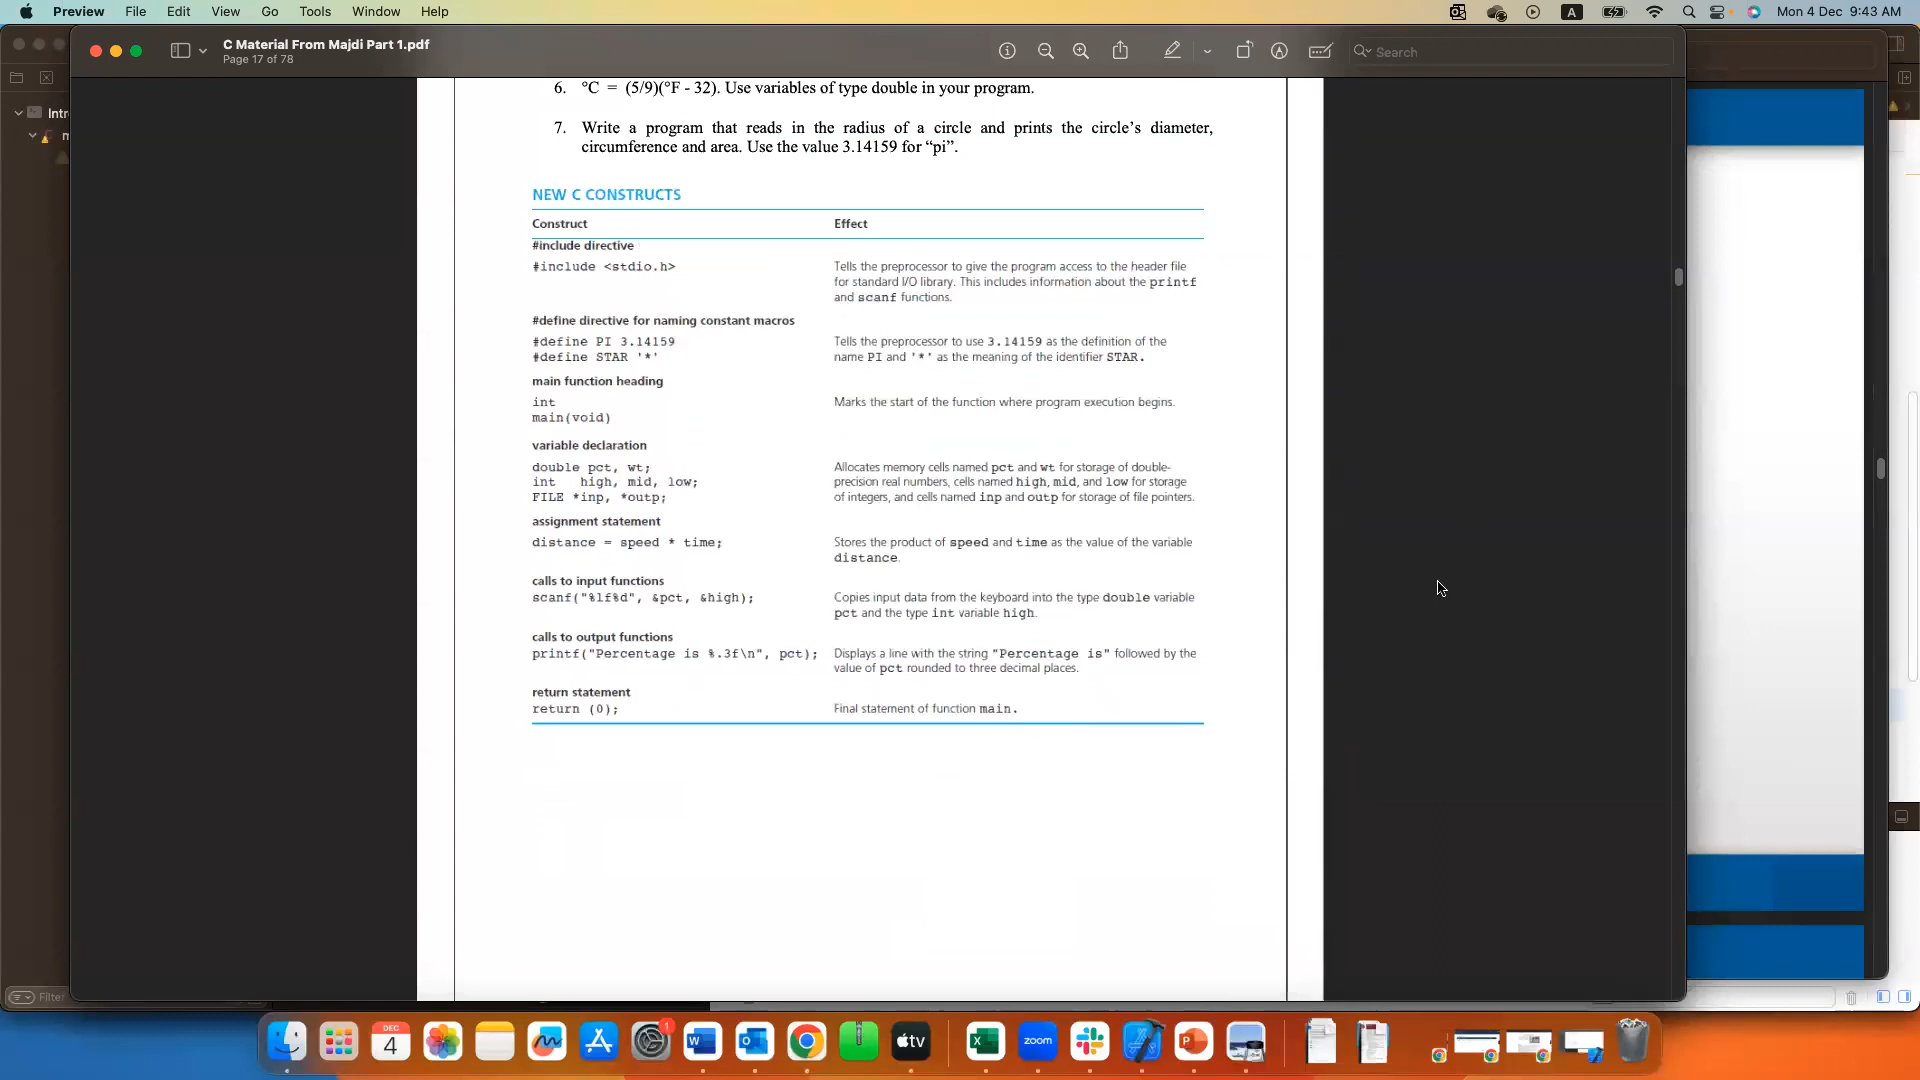 Preview File Edit View Go Tools Window Help
A
Mon 4 Dec 9:43 AM
C Material From Majdi Part 1.pdf
Page 17 of 78
Search
Intr
6. °C = (5/9)(°F - 32). Use variables of type double in your program.
7. Write a program that reads in the radius of a circle and prints the circle’s diameter,
circumference and area. Use the value 3.14159 for “pi”.
NEW C CONSTRUCTS
Construct Effect
#include directive
#include <stdio.h> Tells the preprocessor to give the program access to the header file
for standard I/O library. This includes information about the printf
and scanf functions.
#define directive for naming constant macros
#define PI 3.14159 Tells the preprocessor to use 3.14159 as the definition of the
#define STAR '*' name PI and '*' as the meaning of the identifier STAR.
main function heading
int Marks the start of the function where program execution begins.
main(void)
variable declaration
double pct, wt; Allocates memory cells named pct and wt for storage of double-
int high, mid, low; precision real numbers, cells named high, mid, and low for storage
FILE *inp, *outp; of integers, and cells named inp and outp for storage of file pointers.
assignment statement
distance = speed * time; Stores the product of speed and time as the value of the variable
distance.
calls to input functions
scanf("%lf%d", &pct, &high); Copies input data from the keyboard into the type double variable
pct and the type int variable high.
calls to output functions
printf("Percentage is %.3f\n", pct); Displays a line with the string "Percentage is" followed by the
value of pct rounded to three decimal places.
return statement
return (0); Final statement of function main.
Filter
DEC
4
1
W
O
tv
X
zoom
P